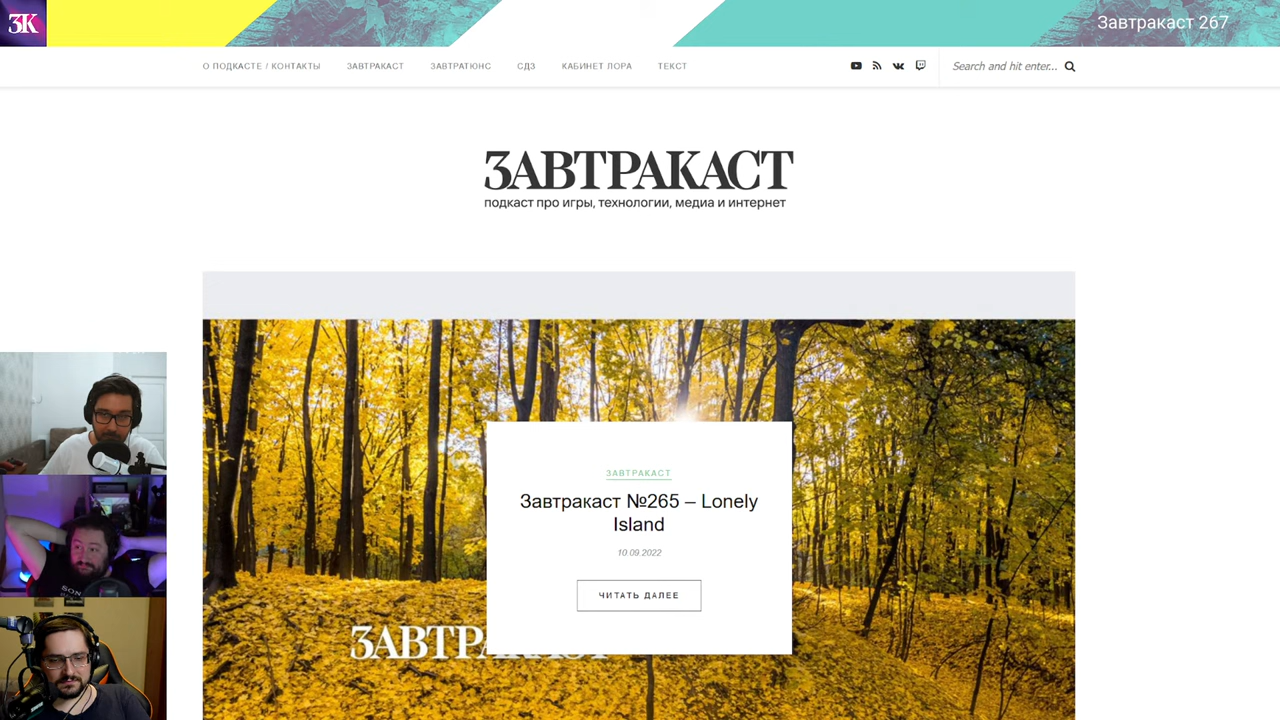 ЗК
Завтракаст 267
О ПОДКАСТЕ / КОНТАКТЫ ЗАВТРАКАСТ ЗАВТРАТЮНС СДЗ КАБИНЕТ ЛОРА ТЕКСТ Search and hit enter...
ЗАВТРАКАСТ
подкаст про игры, технологии, медиа и интернет
ЗАВТРАКАСТ
Завтракаст №265 – Lonely
Island
10.09.2022
ЧИТАТЬ ДАЛЕЕ
SON